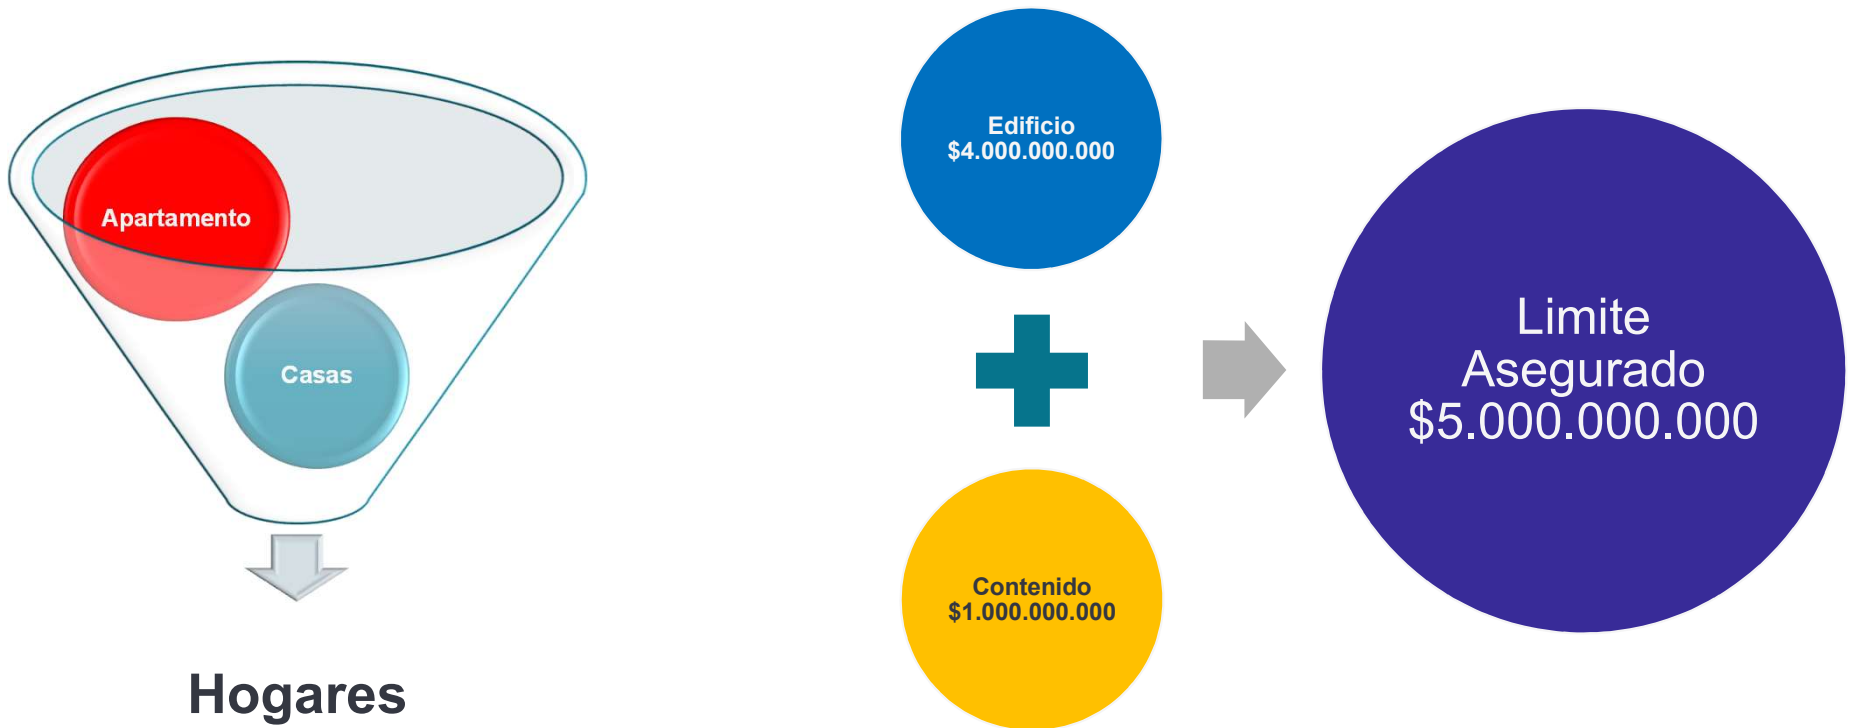 Apartamento
Casas
Hogares
Edificio
$4.000.000.000
Contenido
$1.000.000.000
Limite
Asegurado
$5.000.000.000